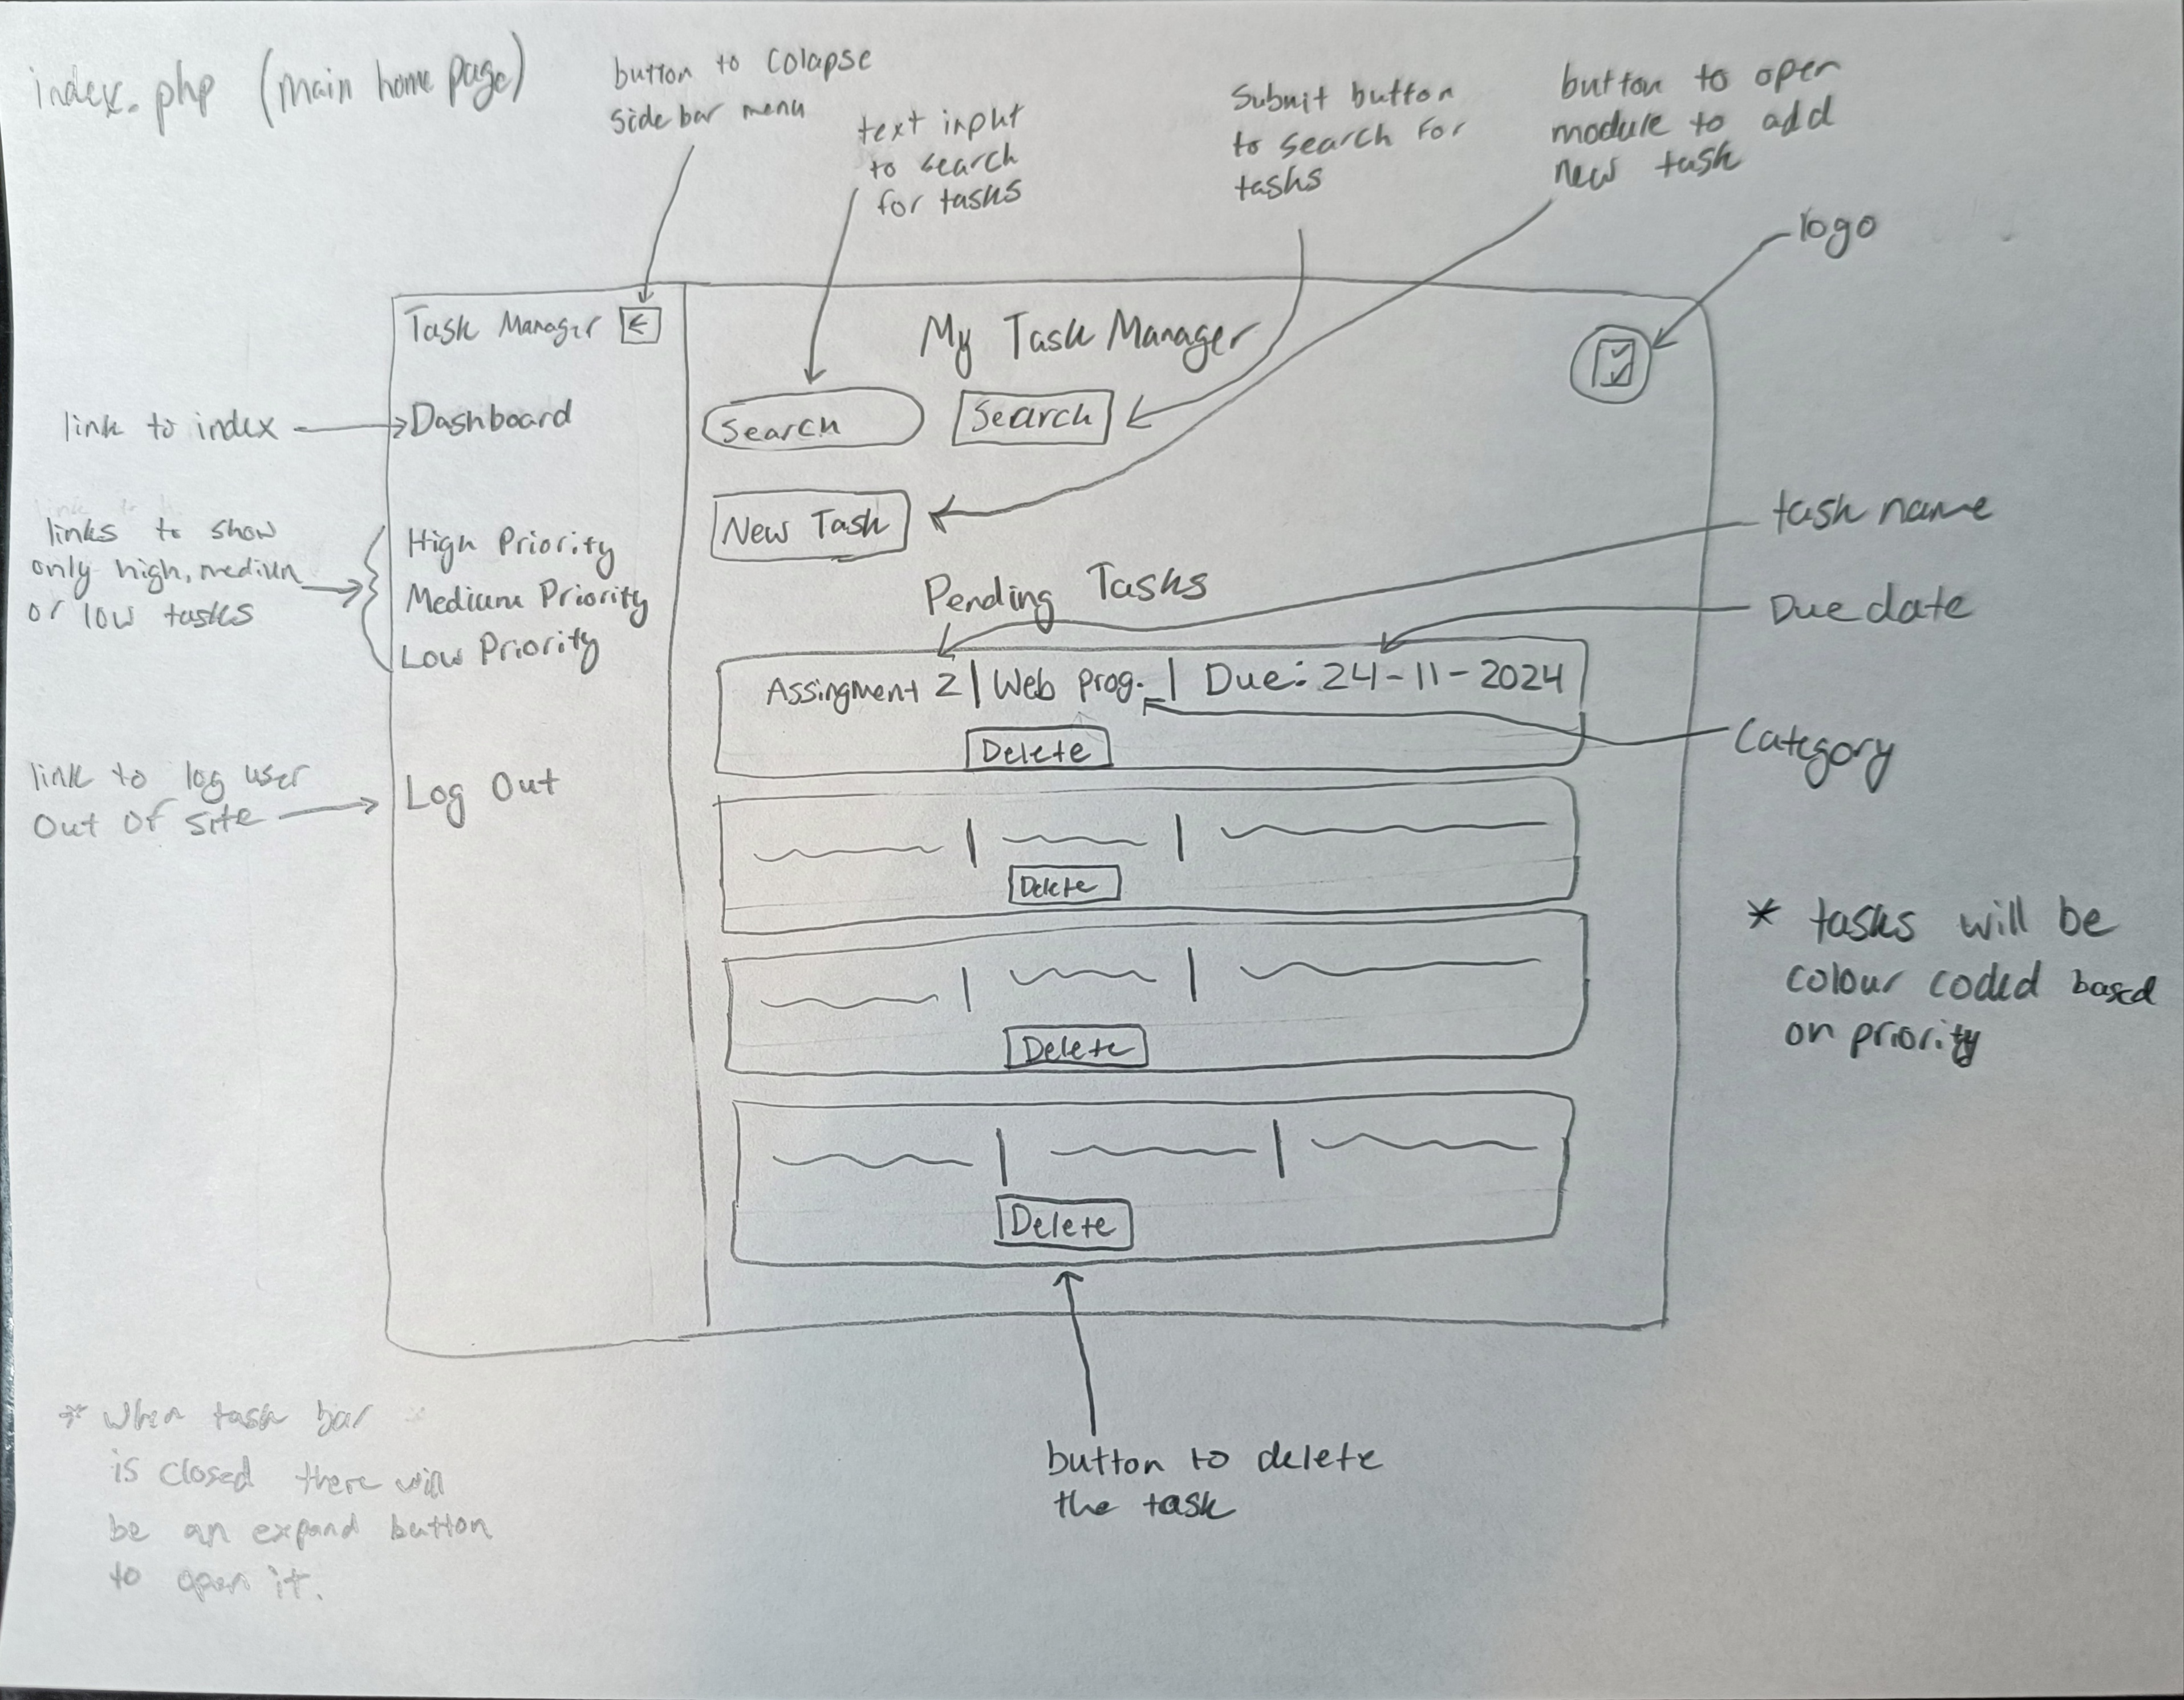 index.php (main home page)
button to colapse
side bar menu
text input
to search
for tasks
Submit button
to search for
tasks
button to open
module to add
new task
logo
Task Manager
My Task Manager
link to index
Dashboard
Search
Search
links to show
only high, medium
or low tasks
High Priority
Medium Priority
Low Priority
New Task
task name
Pending Tasks
Due date
Assingment 2 | Web prog. | Due: 24-11-2024
Delete
Category
link to log user
out of site
Log Out
Delete
* tasks will be
colour coded based
on priority
Delete
Delete
* When task bar
is closed there will
be an expand button
to open it.
button to delete
the task